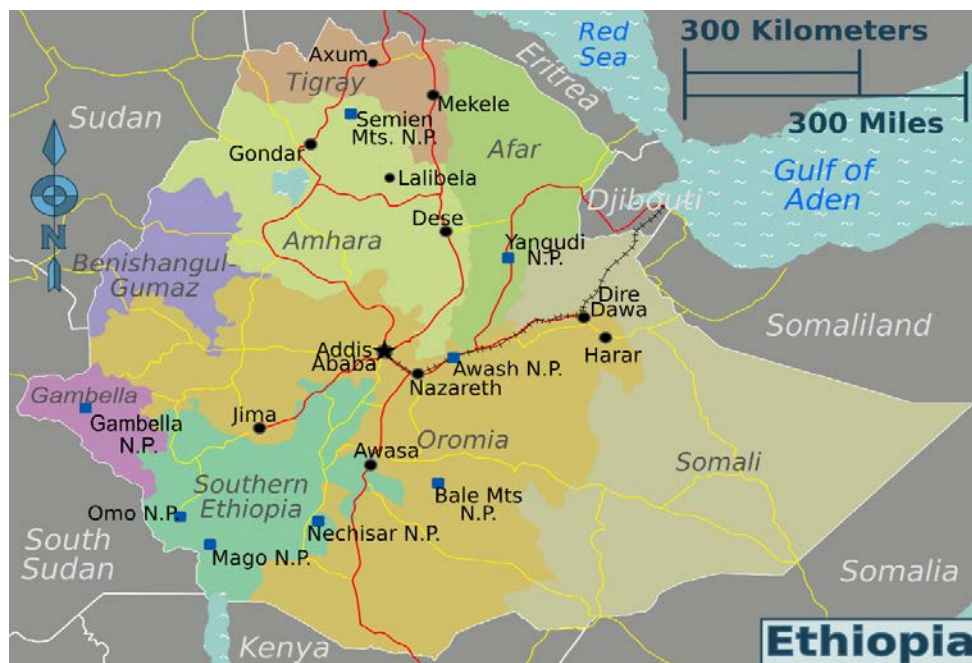 Red
Sea
300 Kilometers
300 Miles
Axum
Tigray
Eritrea
Sudan
Semien
Mts. N.P.
Mekele
Gondar
Afar
Lalibela
Gulf of
Aden
Djibouti
N
Dese
Amhara
Yangudi
N.P.
Benishangul-
Gumaz
Dire
Dawa
Somaliland
Addis
Ababa
Harar
Awash N.P.
Nazareth
Gambella
Gambella
N.P.
Jima
Oromia
Awasa
Somali
Southern
Ethiopia
Bale Mts
N.P.
Omo N.P.
Nechisar N.P.
South
Sudan
Mago N.P.
Somalia
Kenya
Ethiopia